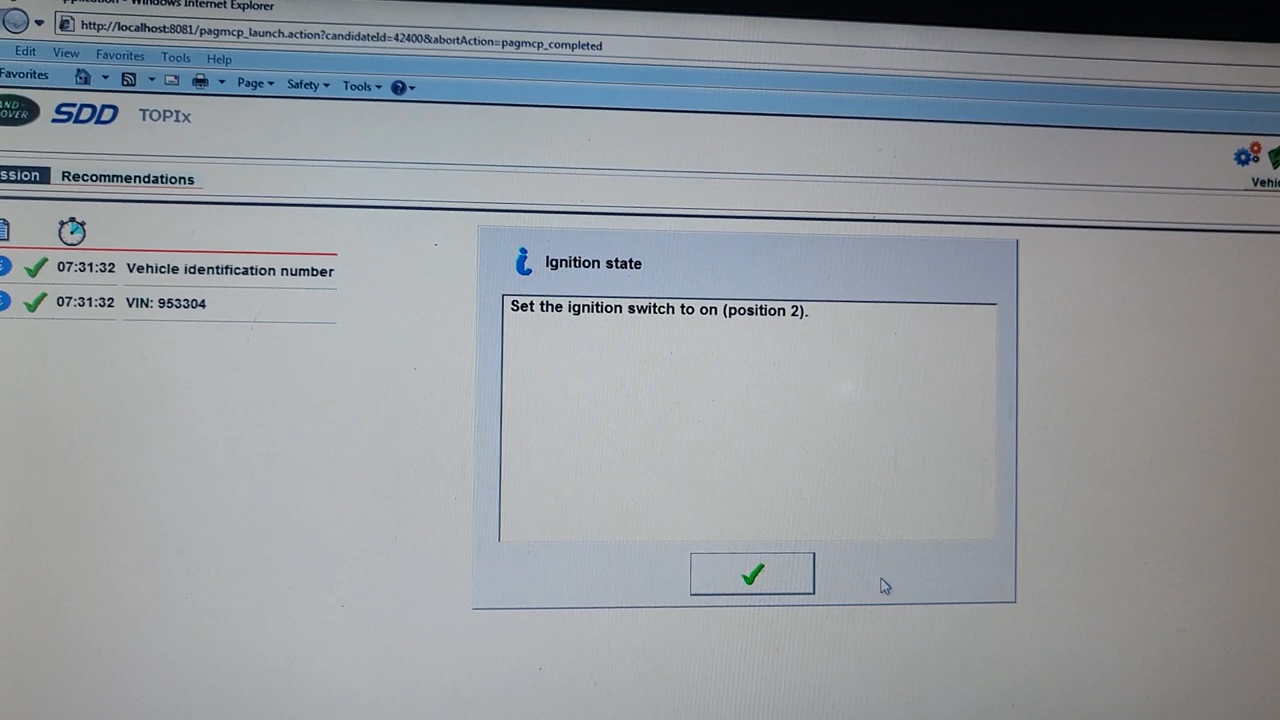 Windows Internet Explorer
http://localhost:8081/pagmcp_launch.action?candidateId=42400&abortAction=pagmcp_completed
Edit View Favorites Tools Help
Favorites Page Safety Tools
SDD TOPIx
Recommendations
07:31:32 Vehicle identification number
07:31:32 VIN: 953304
Ignition state
Set the ignition switch to on (position 2).